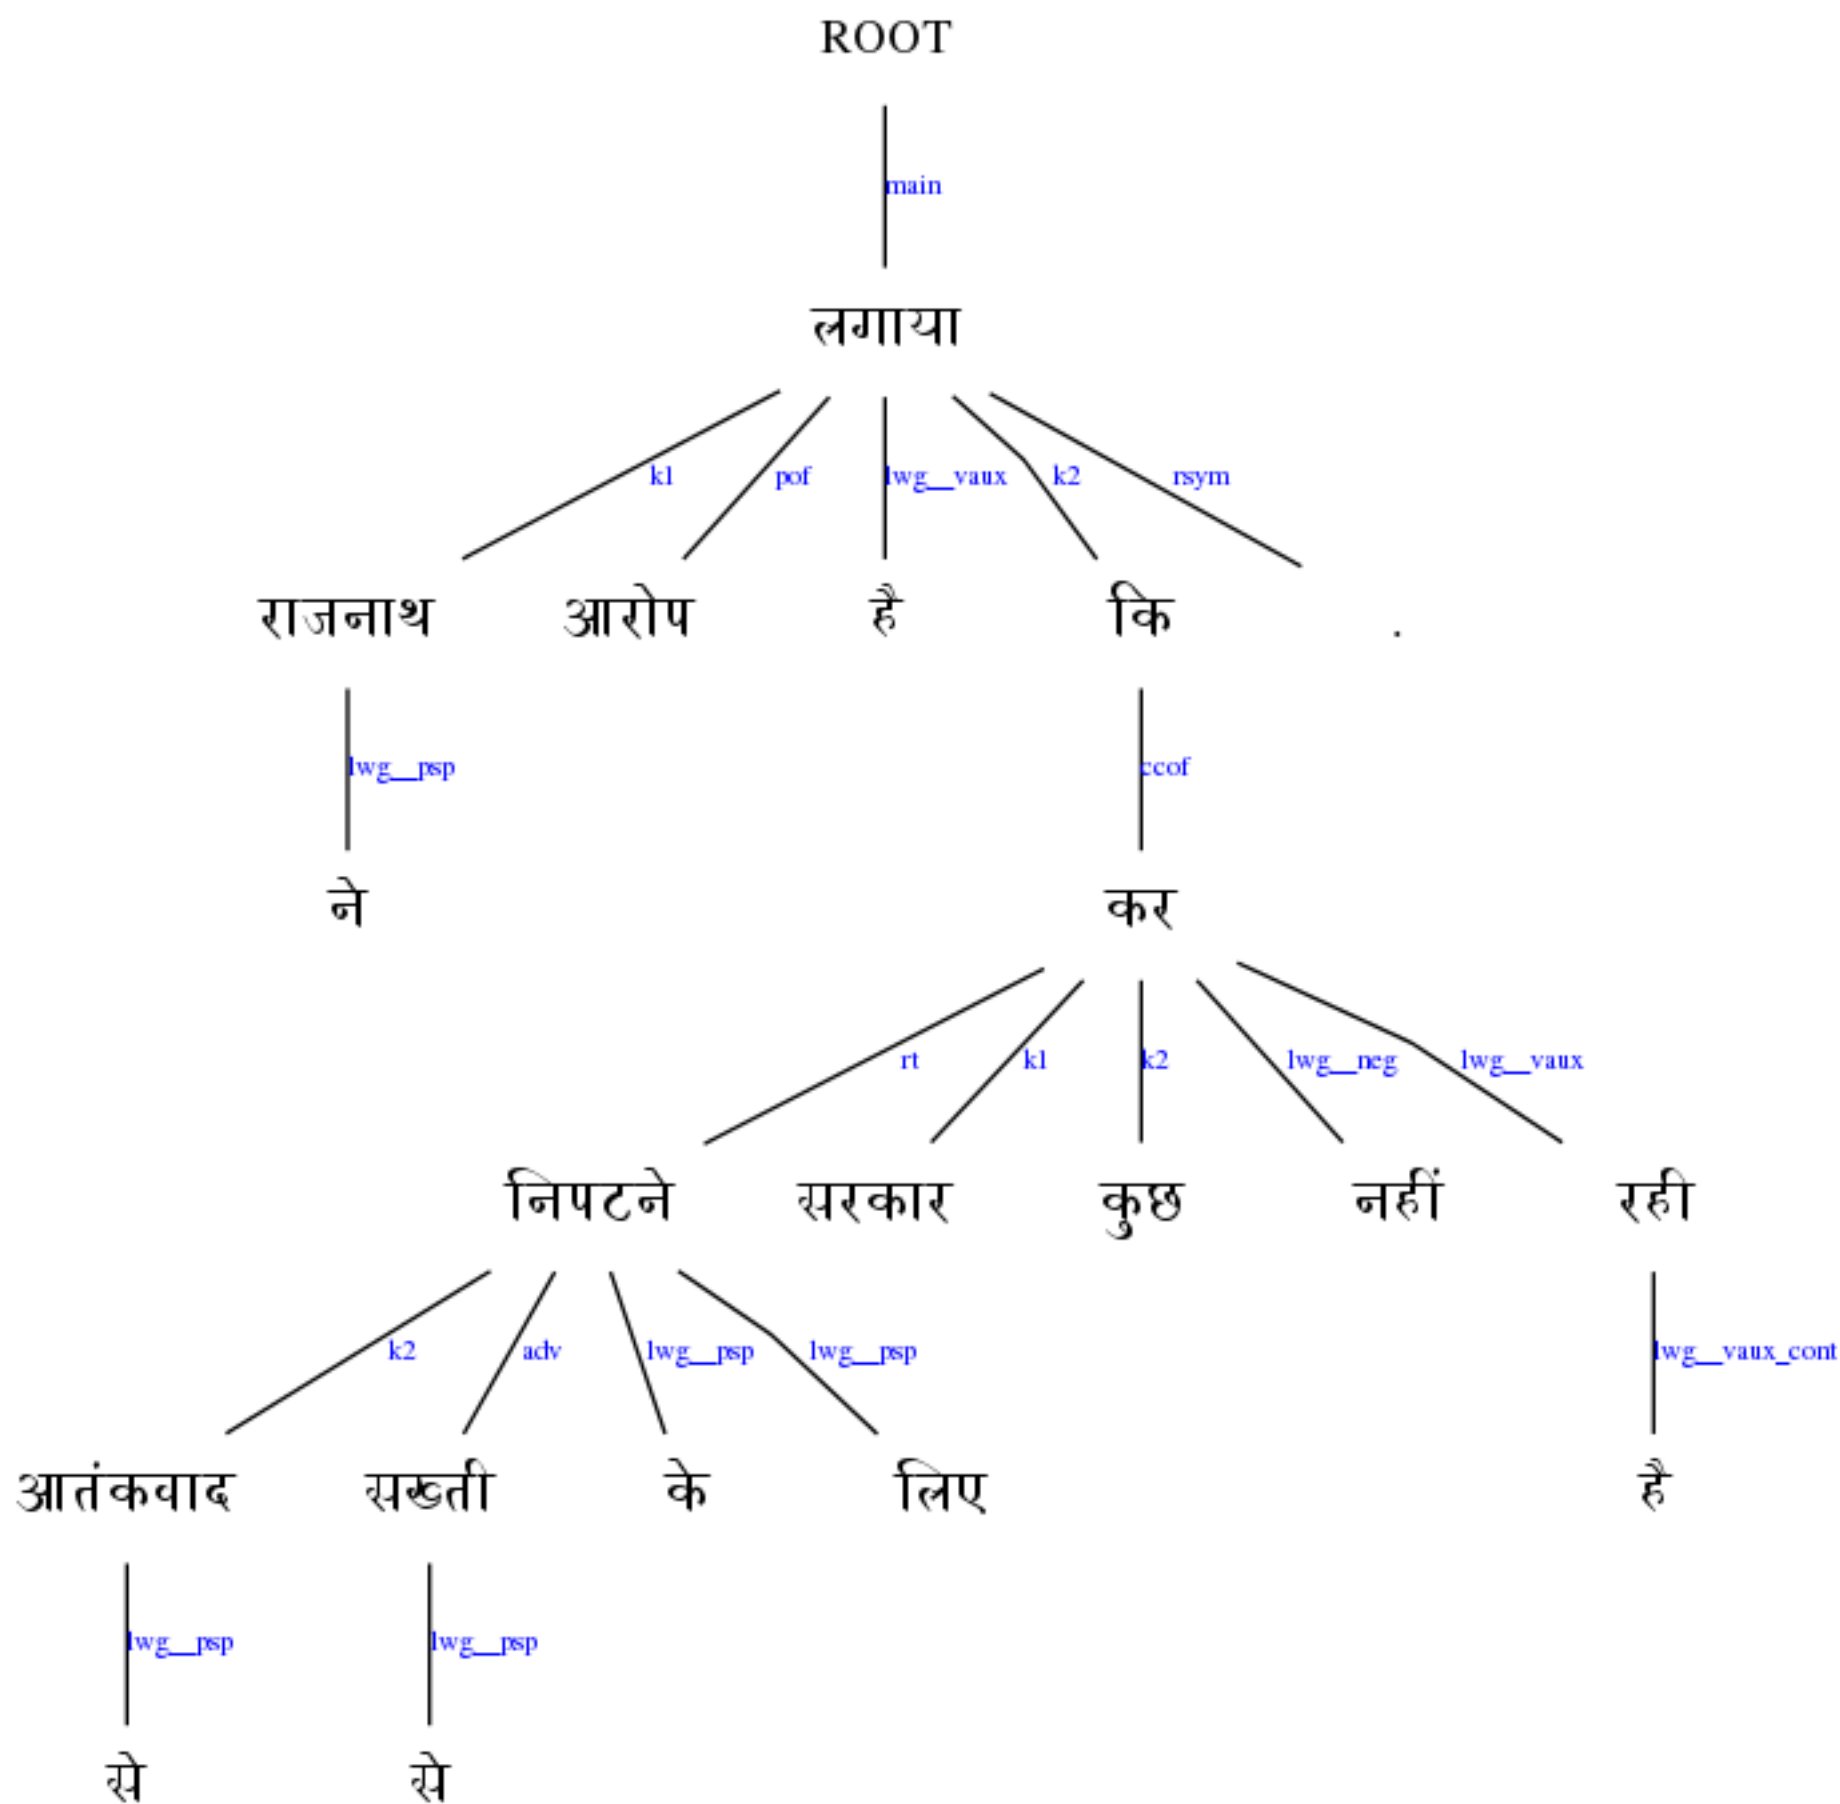 ROOT
main
लगाया
k1 pof lwg__vaux k2 rsym
राजनाथ आरोप है कि .
lwg__psp ccof
ने कर
rt k1 k2 lwg__neg lwg__vaux
निपटने सरकार कुछ नहीं रही
k2 adv lwg__psp lwg__psp lwg__vaux_cont
आतंकवाद सख्ती के लिए है
lwg__psp lwg__psp
से से